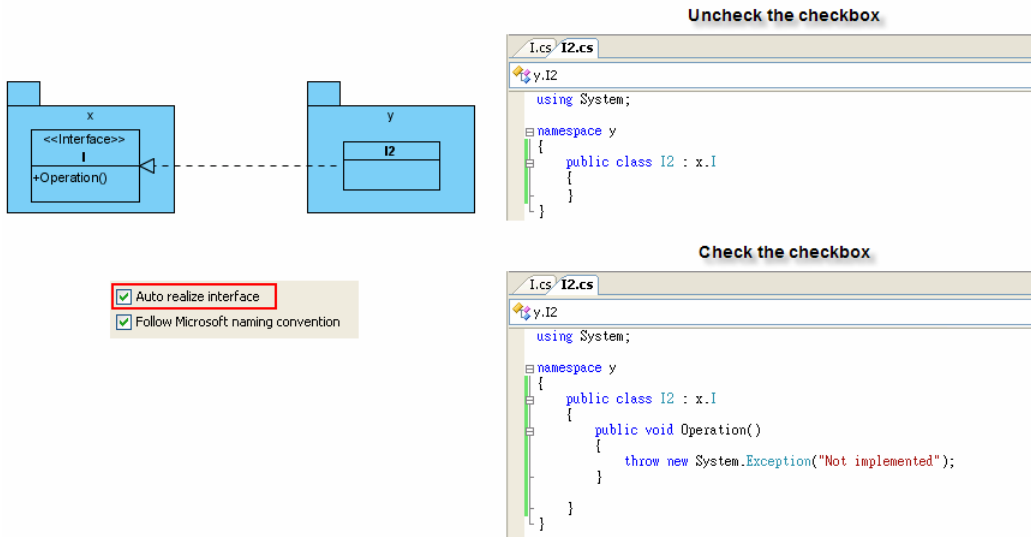 x
<<Interface>>
I
+Operation()
y
I2
Auto realize interface
Follow Microsoft naming convention
Uncheck the checkbox
I.cs I2.cs
y.I2
using System;
namespace y
{
public class I2 : x.I
{
}
}
Check the checkbox
I.cs I2.cs
y.I2
using System;
namespace y
{
public class I2 : x.I
{
public void Operation()
{
throw new System.Exception("Not implemented");
}
}
}